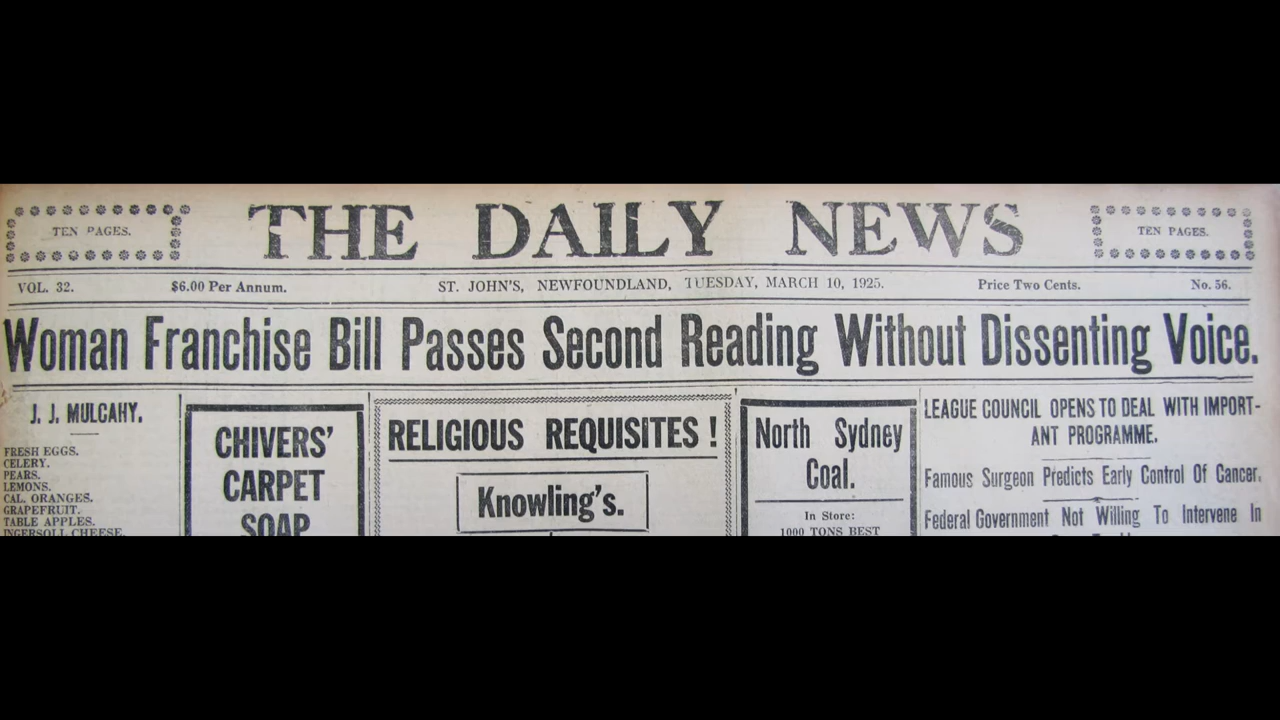 TEN PAGES.
THE DAILY NEWS
TEN PAGES.
VOL. 32.
$6.00 Per Annum.
ST. JOHN'S, NEWFOUNDLAND, TUESDAY, MARCH 10, 1925.
Price Two Cents.
No. 56.
Woman Franchise Bill Passes Second Reading Without Dissenting Voice.
J. J. MULCAHY.
FRESH EGGS.
CELERY.
PEARS.
LEMONS.
CAL. ORANGES.
GRAPEFRUIT.
TABLE APPLES.
INGERSOLL CHEESE.
CHIVERS'
CARPET
SOAP
RELIGIOUS REQUISITES !
Knowling's.
North Sydney
Coal.
In Store:
1000 TONS BEST
LEAGUE COUNCIL OPENS TO DEAL WITH IMPORT-
ANT PROGRAMME.
Famous Surgeon Predicts Early Control Of Cancer.
Federal Government Not Willing To Intervene In